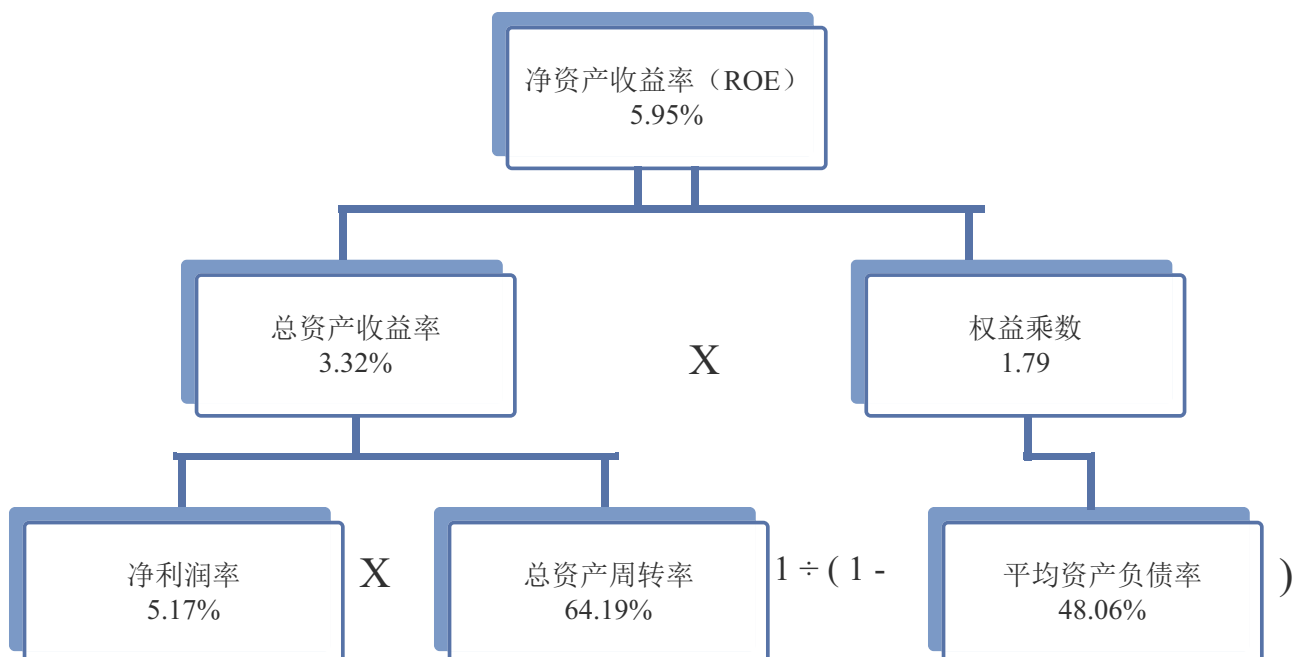 净资产收益率（ROE）
5.95%
总资产收益率
3.32%
X
权益乘数
1.79
净利润率
5.17%
X
总资产周转率
64.19%
1 ÷ ( 1 -
平均资产负债率
48.06%
)